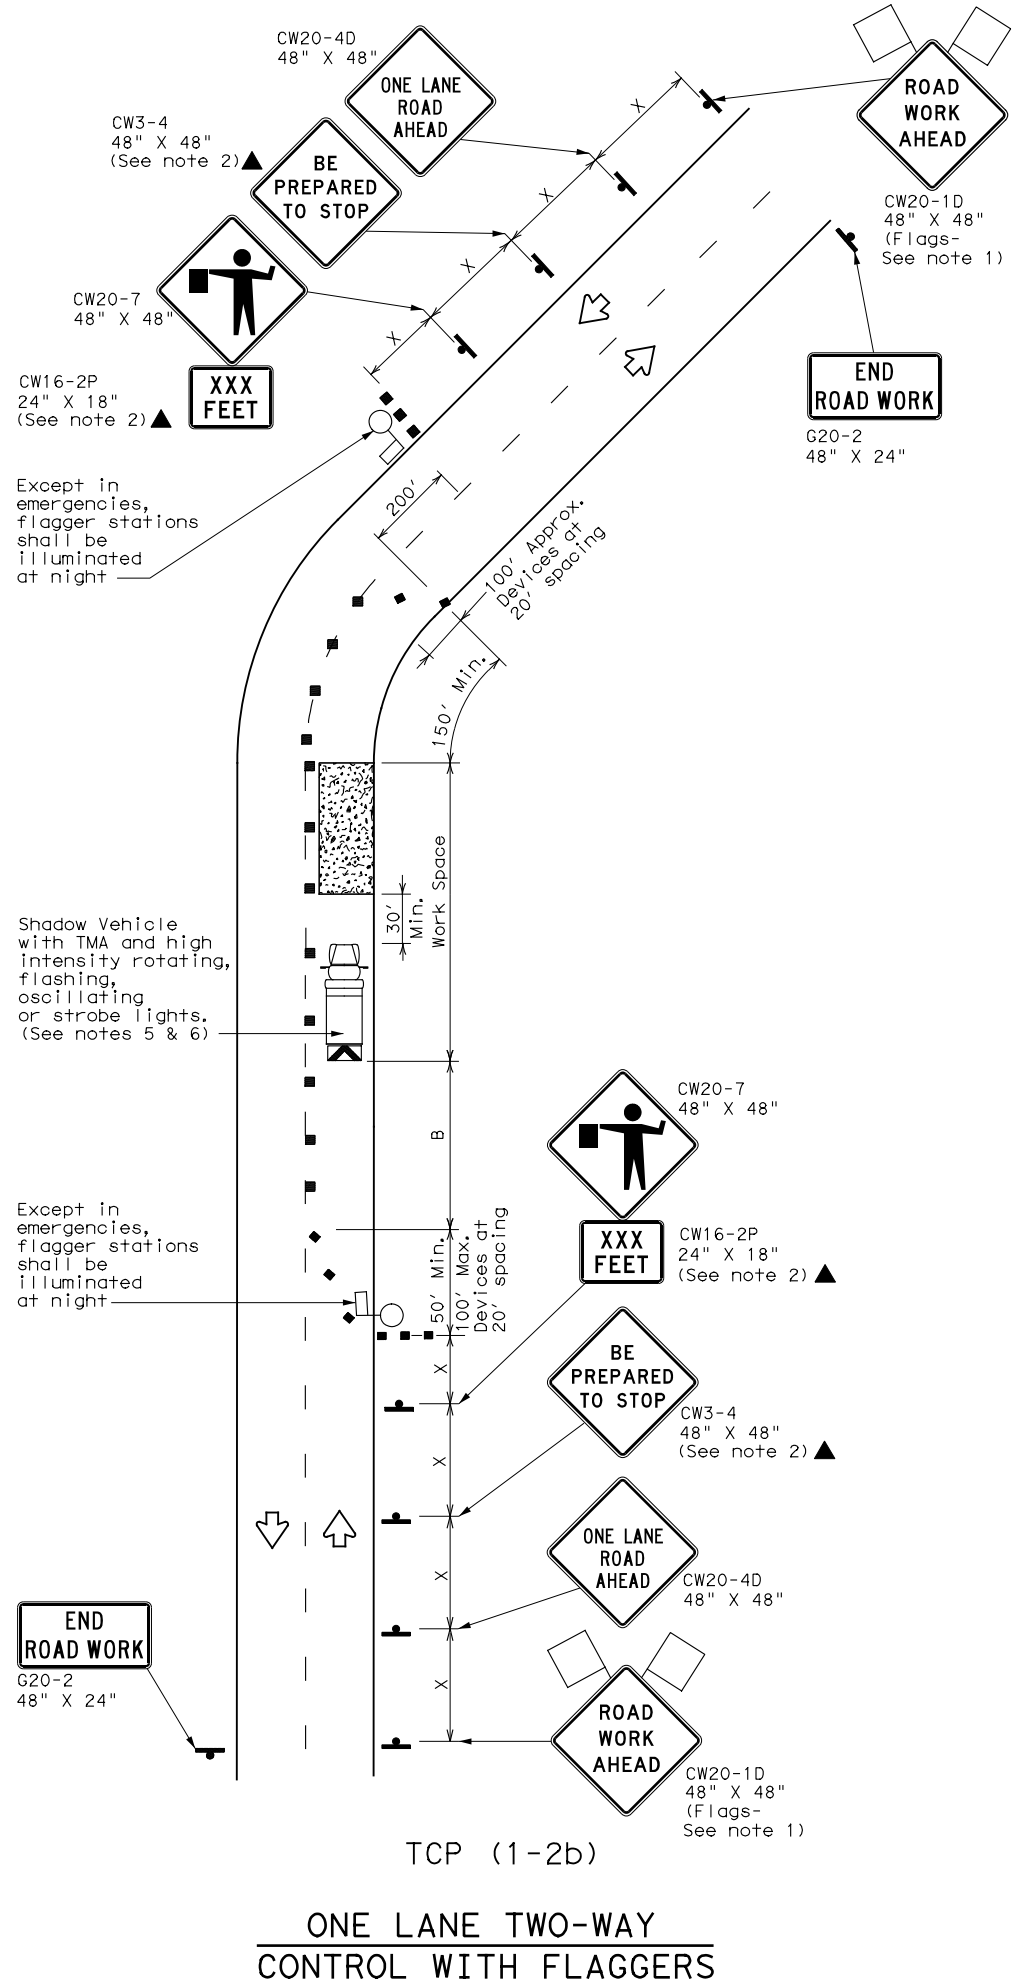 CW20-4D
48" X 48"
ONE LANE
ROAD
AHEAD
ROAD
WORK
AHEAD
CW20-1D
48" X 48"
(Flags-
See note 1)
CW3-4
48" X 48"
(See note 2)
BE
PREPARED
TO STOP
CW20-7
48" X 48"
CW16-2P
24" X 18"
(See note 2)
XXX
FEET
X
X
X
X
END
ROAD WORK
G20-2
48" X 24"
Except in
emergencies,
flagger stations
shall be
illuminated
at night
200'
100' Approx.
Devices at
20' spacing
150' Min.
Work Space
30'
Min.
Shadow Vehicle
with TMA and high
intensity rotating,
flashing,
oscillating
or strobe lights.
(See notes 5 & 6)
B
CW20-7
48" X 48"
XXX
FEET
CW16-2P
24" X 18"
(See note 2)
Except in
emergencies,
flagger stations
shall be
illuminated
at night
50' Min.
100' Max.
Devices at
20' spacing
X
X
X
X
BE
PREPARED
TO STOP
CW3-4
48" X 48"
(See note 2)
ONE LANE
ROAD
AHEAD
CW20-4D
48" X 48"
END
ROAD WORK
G20-2
48" X 24"
ROAD
WORK
AHEAD
CW20-1D
48" X 48"
(Flags-
See note 1)
TCP (1-2b)
ONE LANE TWO-WAY
CONTROL WITH FLAGGERS